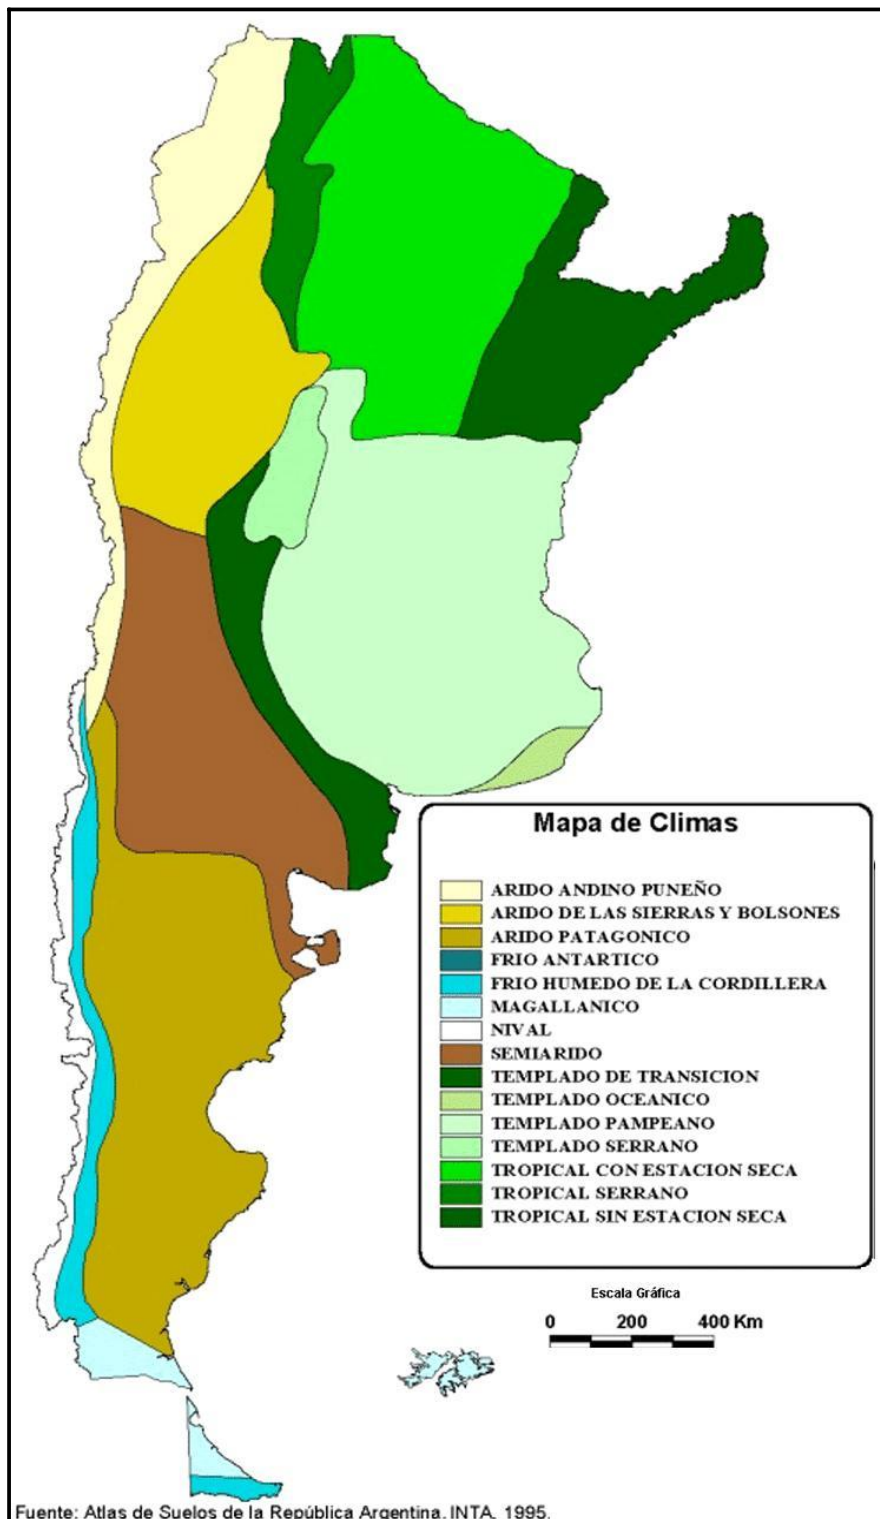 Mapa de Climas
ARIDO ANDINO PUNEÑO
ARIDO DE LAS SIERRAS Y BOLSONES
ARIDO PATAGONICO
FRIO ANTARTICO
FRIO HUMEDO DE LA CORDILLERA
MAGALLANICO
NIVAL
SEMIARIDO
TEMPLADO DE TRANSICION
TEMPLADO OCEANICO
TEMPLADO PAMPEANO
TEMPLADO SERRANO
TROPICAL CON ESTACION SECA
TROPICAL SERRANO
TROPICAL SIN ESTACION SECA
Escala Gráfica
0 200 400 Km
Fuente: Atlas de Suelos de la República Argentina. INTA, 1995.